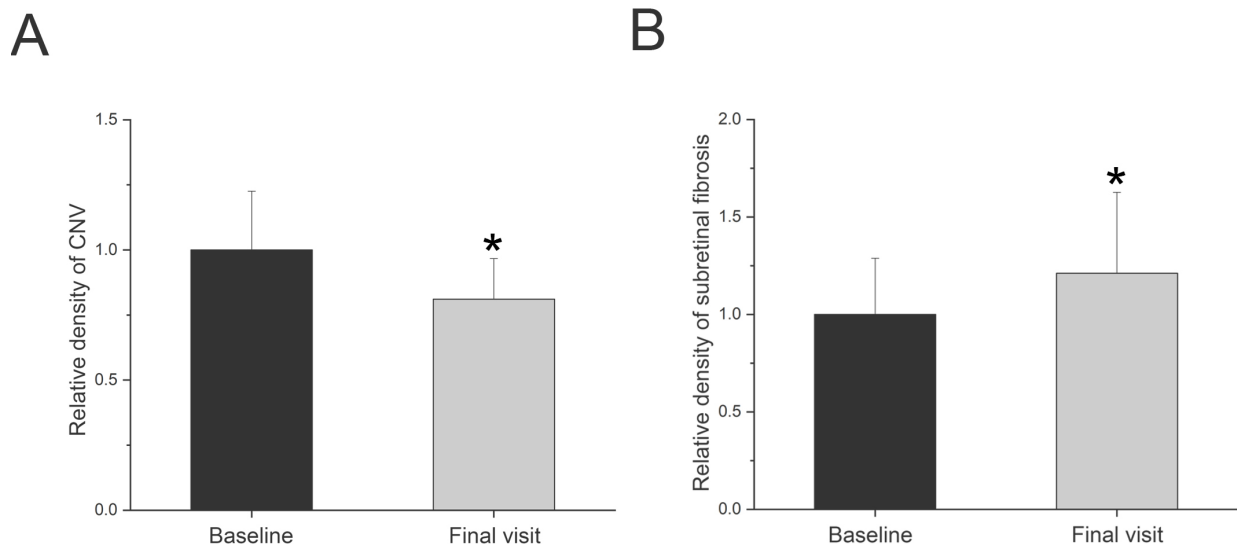 A
Relative density of CNV
1.5
1.0
0.5
0.0
*
Baseline
Final visit
B
Relative density of subretinal fibrosis
2.0
1.5
1.0
0.5
0.0
*
Baseline
Final visit